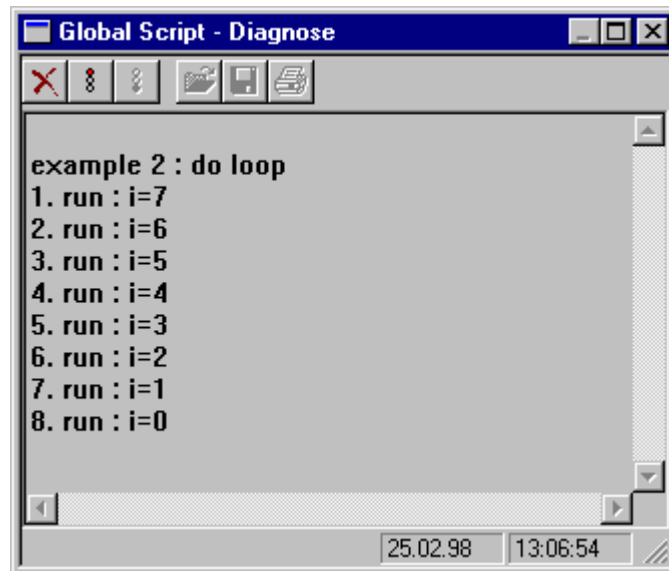 Global Script - Diagnose
example 2 : do loop
1. run : i=7
2. run : i=6
3. run : i=5
4. run : i=4
5. run : i=3
6. run : i=2
7. run : i=1
8. run : i=0
25.02.98 13:06:54